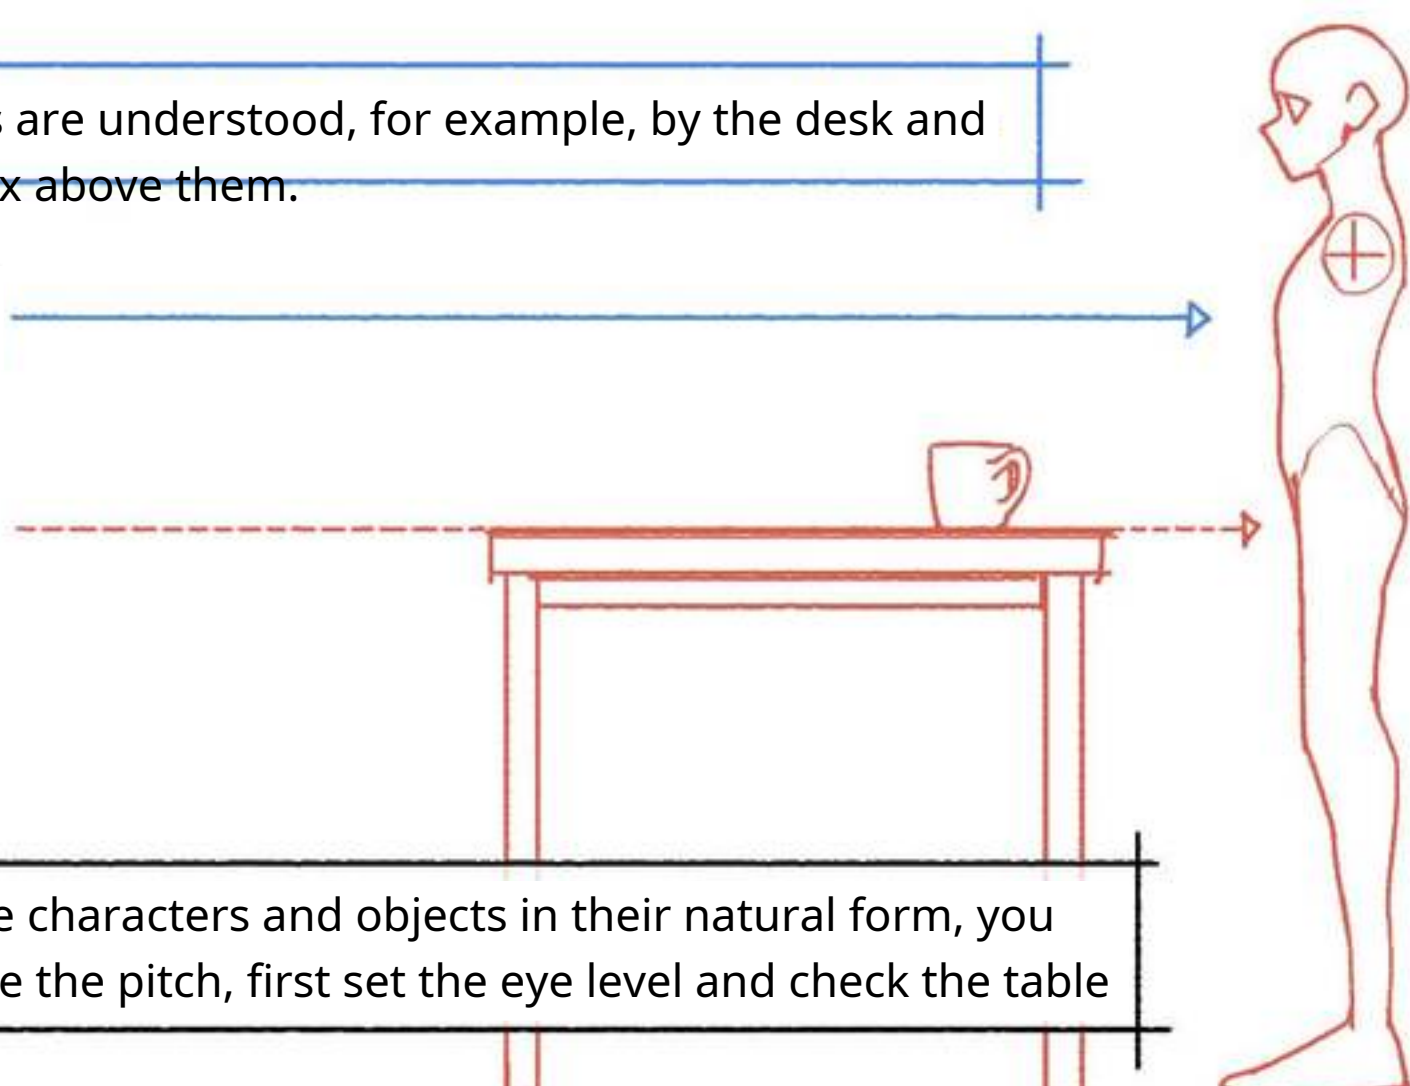 are understood, for example, by the desk and
above them.
characters and objects in their natural form, you
the pitch, first set the eye level and check the table